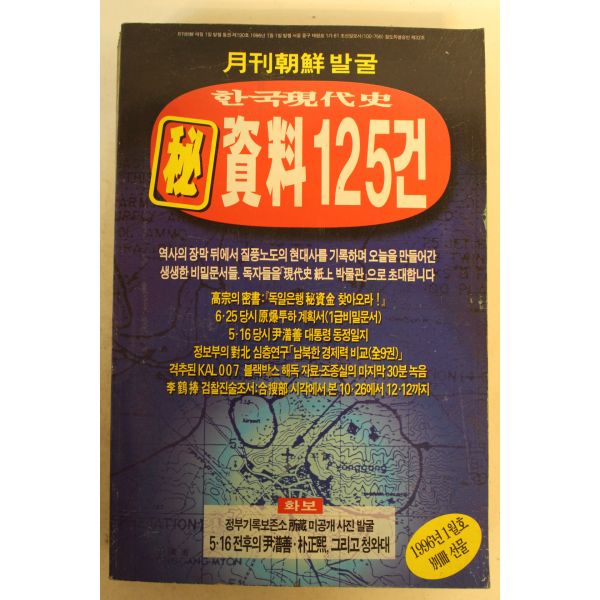 月刊朝鮮 발굴
한국現代史
秘 資料 125건
역사의 장막 뒤에서 질풍노도의 현대사를 기록하며 오늘을 만들어간
생생한 비밀문서들. 독자들을 「現代史 紙上 박물관」으로 초대합니다
高宗의 密書:『독일은행 秘資金 찾아오라!』
6·25 당시 原爆투하 계획서(1급비밀문서)
5·16 당시 尹潽善 대통령 동정일지
정보부의 對北 심층연구「남북한 경제력 비교(全9권)」
격추된 KAL 007 블랙박스 해독 자료·조종실의 마지막 30분 녹음
李鶴捧 검찰진술조서:合搜部 시각에서 본 10·26에서 12·12까지
화보
정부기록보존소 所藏 미공개 사진 발굴
5·16 전후의 尹潽善·朴正熙, 그리고 청와대
1996년 1월호
別冊 선물